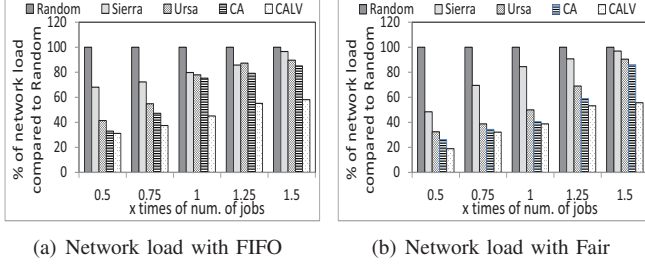 Random Sierra Ursa CA CALV
120
100
80
60
40
20
0
% of network load
compared to Random
0.5 0.75 1 1.25 1.5
x times of num. of jobs
(a) Network load with FIFO
Random Sierra Ursa CA CALV
120
100
80
60
40
20
0
% of network load
compared to Random
0.5 0.75 1 1.25 1.5
x times of num. of jobs
(b) Network load with Fair